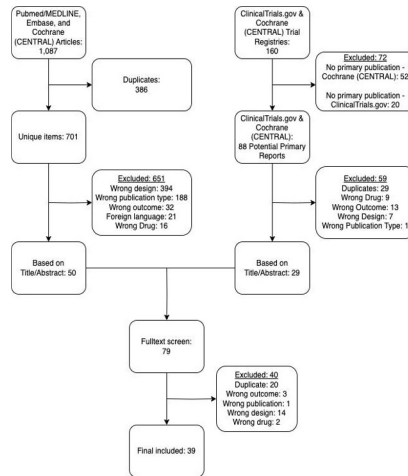 Pubmed/MEDLINE,
Embase, and
Cochrane
(CENTRAL) Articles:
1,087
Duplicates:
386
Unique items: 701
Excluded: 651
Wrong design: 394
Wrong publication type: 188
Wrong outcome: 32
Foreign language: 21
Wrong Drug: 16
Based on
Title/Abstract: 50
ClinicalTrials.gov &
Cochrane
(CENTRAL) Trial
Registries:
160
Excluded: 72
No primary publication -
Cochrane (CENTRAL): 52
No primary publication -
ClinicalTrials.gov: 20
ClinicalTrials.gov &
Cochrane
(CENTRAL):
88 Potential Primary
Reports
Excluded: 59
Duplicates: 29
Wrong Drug: 9
Wrong Outcome: 13
Wrong Design: 7
Wrong Publication Type: 1
Based on
Title/Abstract: 29
Fulltext screen:
79
Excluded: 40
Duplicate: 20
Wrong outcome: 3
Wrong publication: 1
Wrong design: 14
Wrong drug: 2
Final included: 39